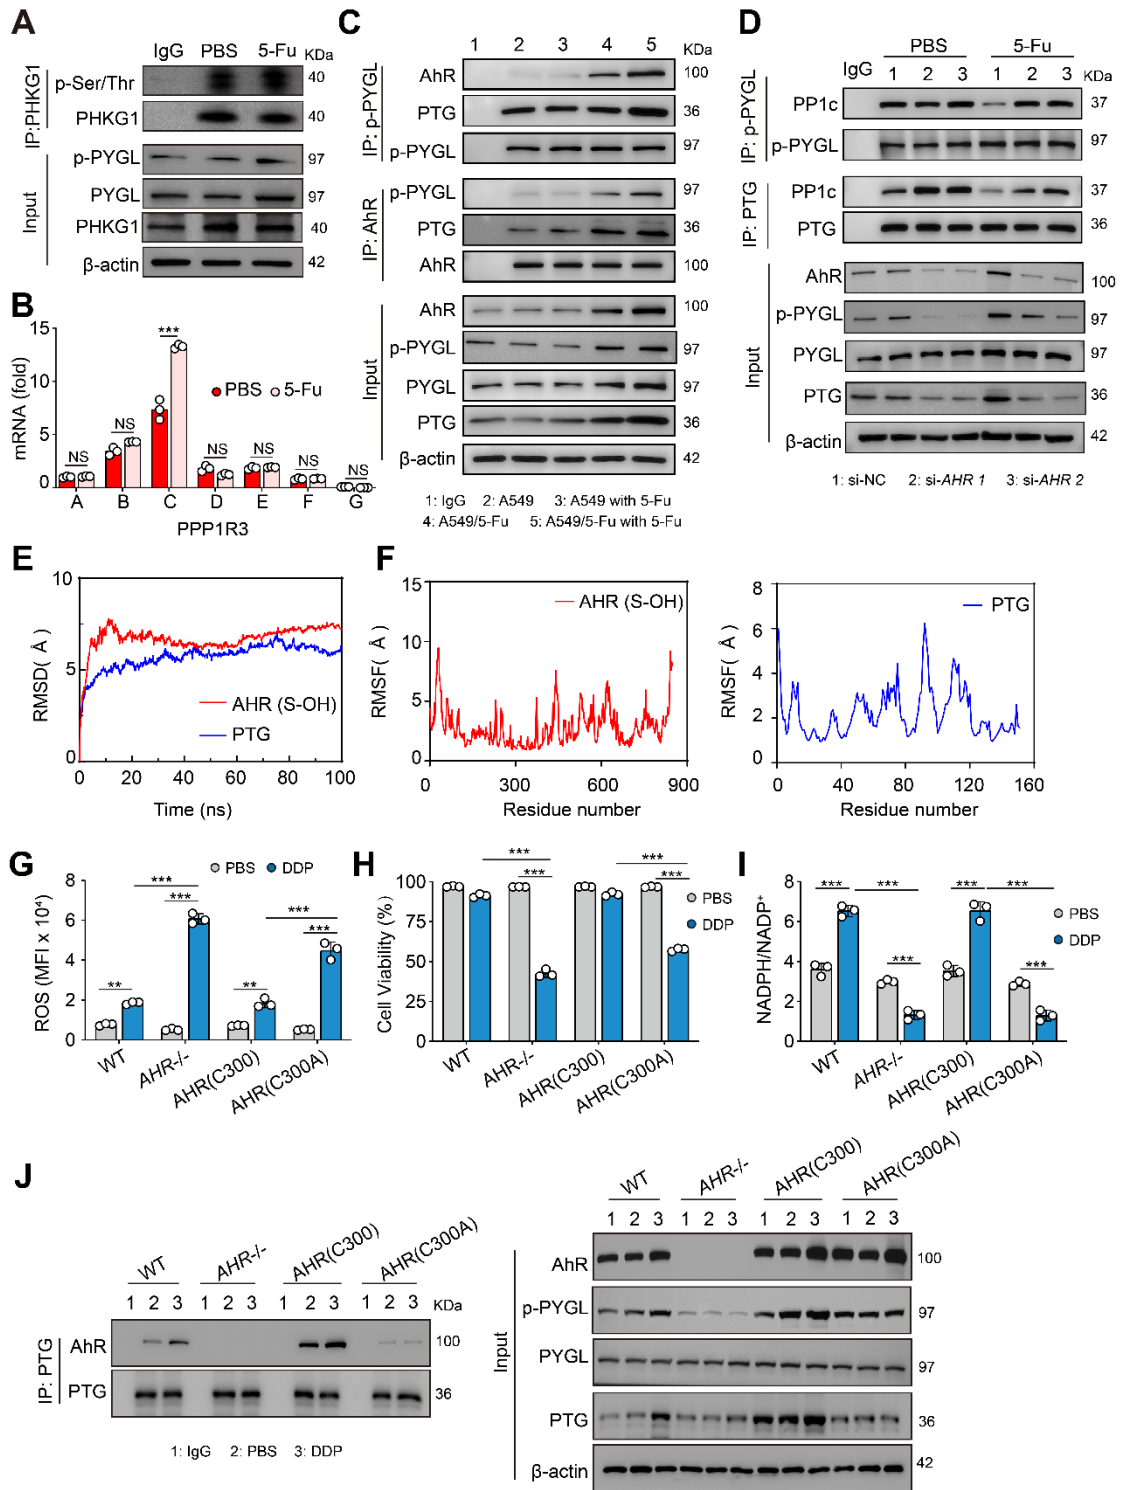 A
IgG PBS 5-Fu KDa
IP:PHKG1
p-Ser/Thr 40
PHKG1 40
Input
p-PYGL 97
PYGL 97
PHKG1 40
β-actin 42
B
mRNA (fold)
15
10
5
0
*** NS NS NS NS NS NS
PBS 5-Fu
A B C D E F G
PPP1R3
C
1 2 3 4 5 KDa
IP: p-PYGL
AhR 100
PTG 36
p-PYGL 97
IP: AhR
p-PYGL 97
PTG 36
AhR 100
Input
AhR 100
p-PYGL 97
PYGL 97
PTG 36
β-actin 42
1: IgG 2: A549 3: A549 with 5-Fu
4: A549/5-Fu 5: A549/5-Fu with 5-Fu
D
PBS 5-Fu
IgG 1 2 3 1 2 3 KDa
IP: p-PYGL
PP1c 37
p-PYGL 97
IP: PTG
PP1c 37
PTG 36
Input
AhR 100
p-PYGL 97
PYGL 97
PTG 36
β-actin 42
1: si-NC 2: si-AHR 1 3: si-AHR 2
E
RMSD( Å )
10
5
0
AHR (S-OH)
PTG
0 20 40 60 80 100
Time (ns)
F
RMSF( Å )
15
10
5
0
AHR (S-OH)
0 300 600 900
Residue number
RMSF( Å )
8
6
4
2
0
PTG
0 40 80 120 160
Residue number
G
ROS (MFI x 10⁴)
8
6
4
2
0
PBS DDP
*** *** *** *** ** **
WT AHR-/- AHR(C300) AHR(C300A)
H
Cell Viability (%)
100
75
50
25
0
*** *** *** ***
PBS
DDP
WT AHR-/- AHR(C300) AHR(C300A)
I
NADPH/NADP⁺
8
6
4
2
0
*** *** *** *** *** ***
PBS
DDP
WT AHR-/- AHR(C300) AHR(C300A)
J
WT AHR-/- AHR(C300) AHR(C300A)
1 2 3 1 2 3 1 2 3 1 2 3 KDa
IP: PTG
AhR 100
PTG 36
1: IgG 2: PBS 3: DDP
WT AHR-/- AHR(C300) AHR(C300A)
1 2 3 1 2 3 1 2 3 1 2 3
Input
AhR 100
p-PYGL 97
PYGL 97
PTG 36
β-actin 42